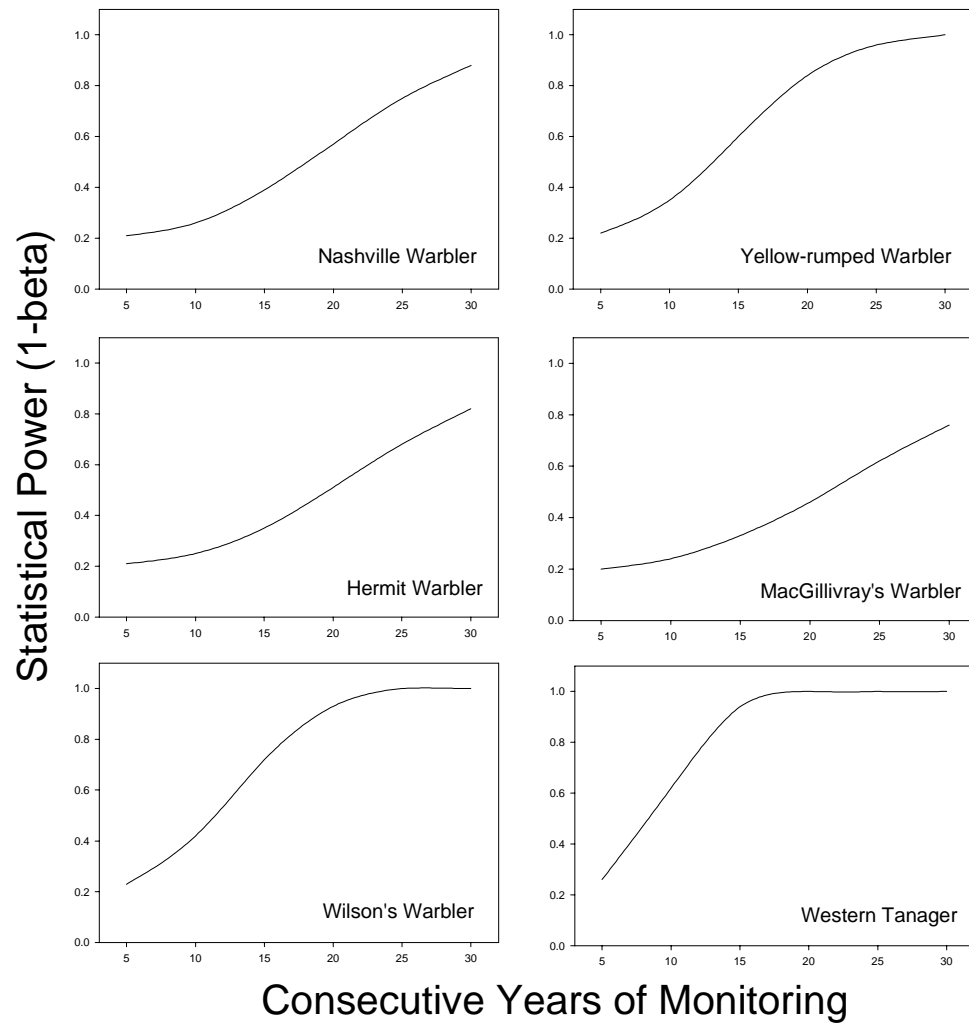 Statistical Power (1-beta)
1.0
0.8
0.6
0.4
0.2
0.0
5 10 15 20 25 30
Nashville Warbler
1.0
0.8
0.6
0.4
0.2
0.0
5 10 15 20 25 30
Yellow-rumped Warbler
1.0
0.8
0.6
0.4
0.2
0.0
5 10 15 20 25 30
Hermit Warbler
1.0
0.8
0.6
0.4
0.2
0.0
5 10 15 20 25 30
MacGillivray's Warbler
1.0
0.8
0.6
0.4
0.2
0.0
5 10 15 20 25 30
Wilson's Warbler
1.0
0.8
0.6
0.4
0.2
0.0
5 10 15 20 25 30
Western Tanager
Consecutive Years of Monitoring